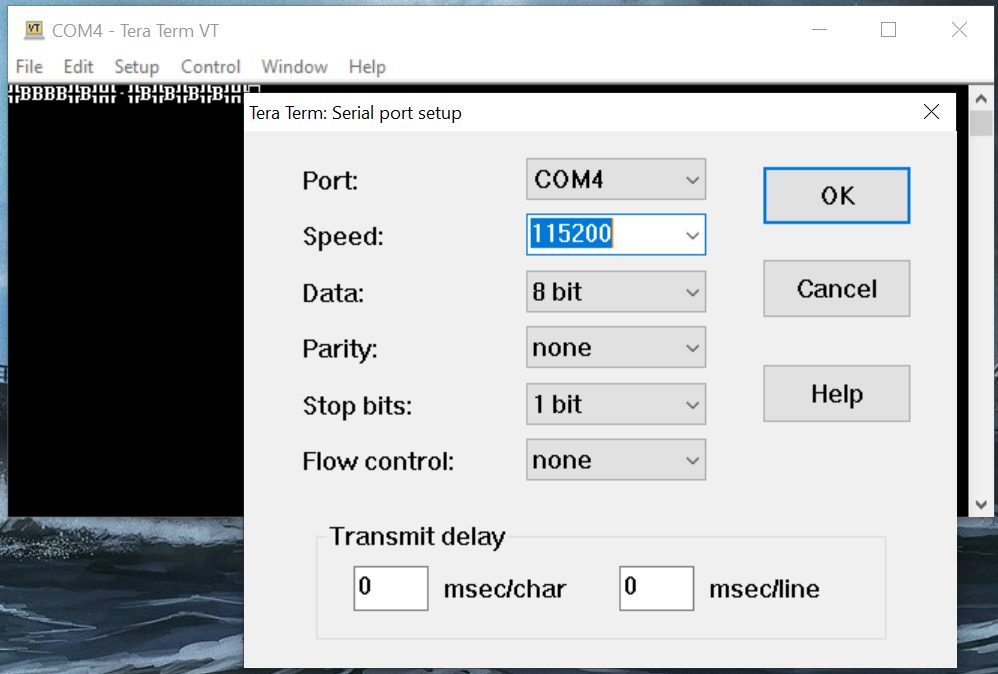 COM4 - Tera Term VT
File Edit Setup Control Window Help
Tera Term: Serial port setup
Port: COM4 OK
Speed: 115200
Data: 8 bit Cancel
Parity: none
Stop bits: 1 bit Help
Flow control: none
Transmit delay
0 msec/char 0 msec/line